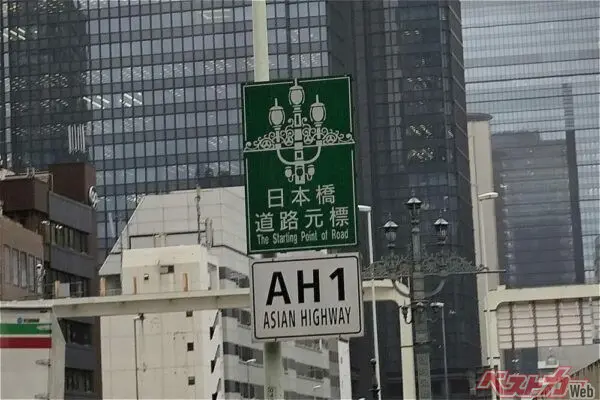 日本橋
道路元標
The Starting Point of Road
AH1
ASIAN HIGHWAY
ベストカーWeb